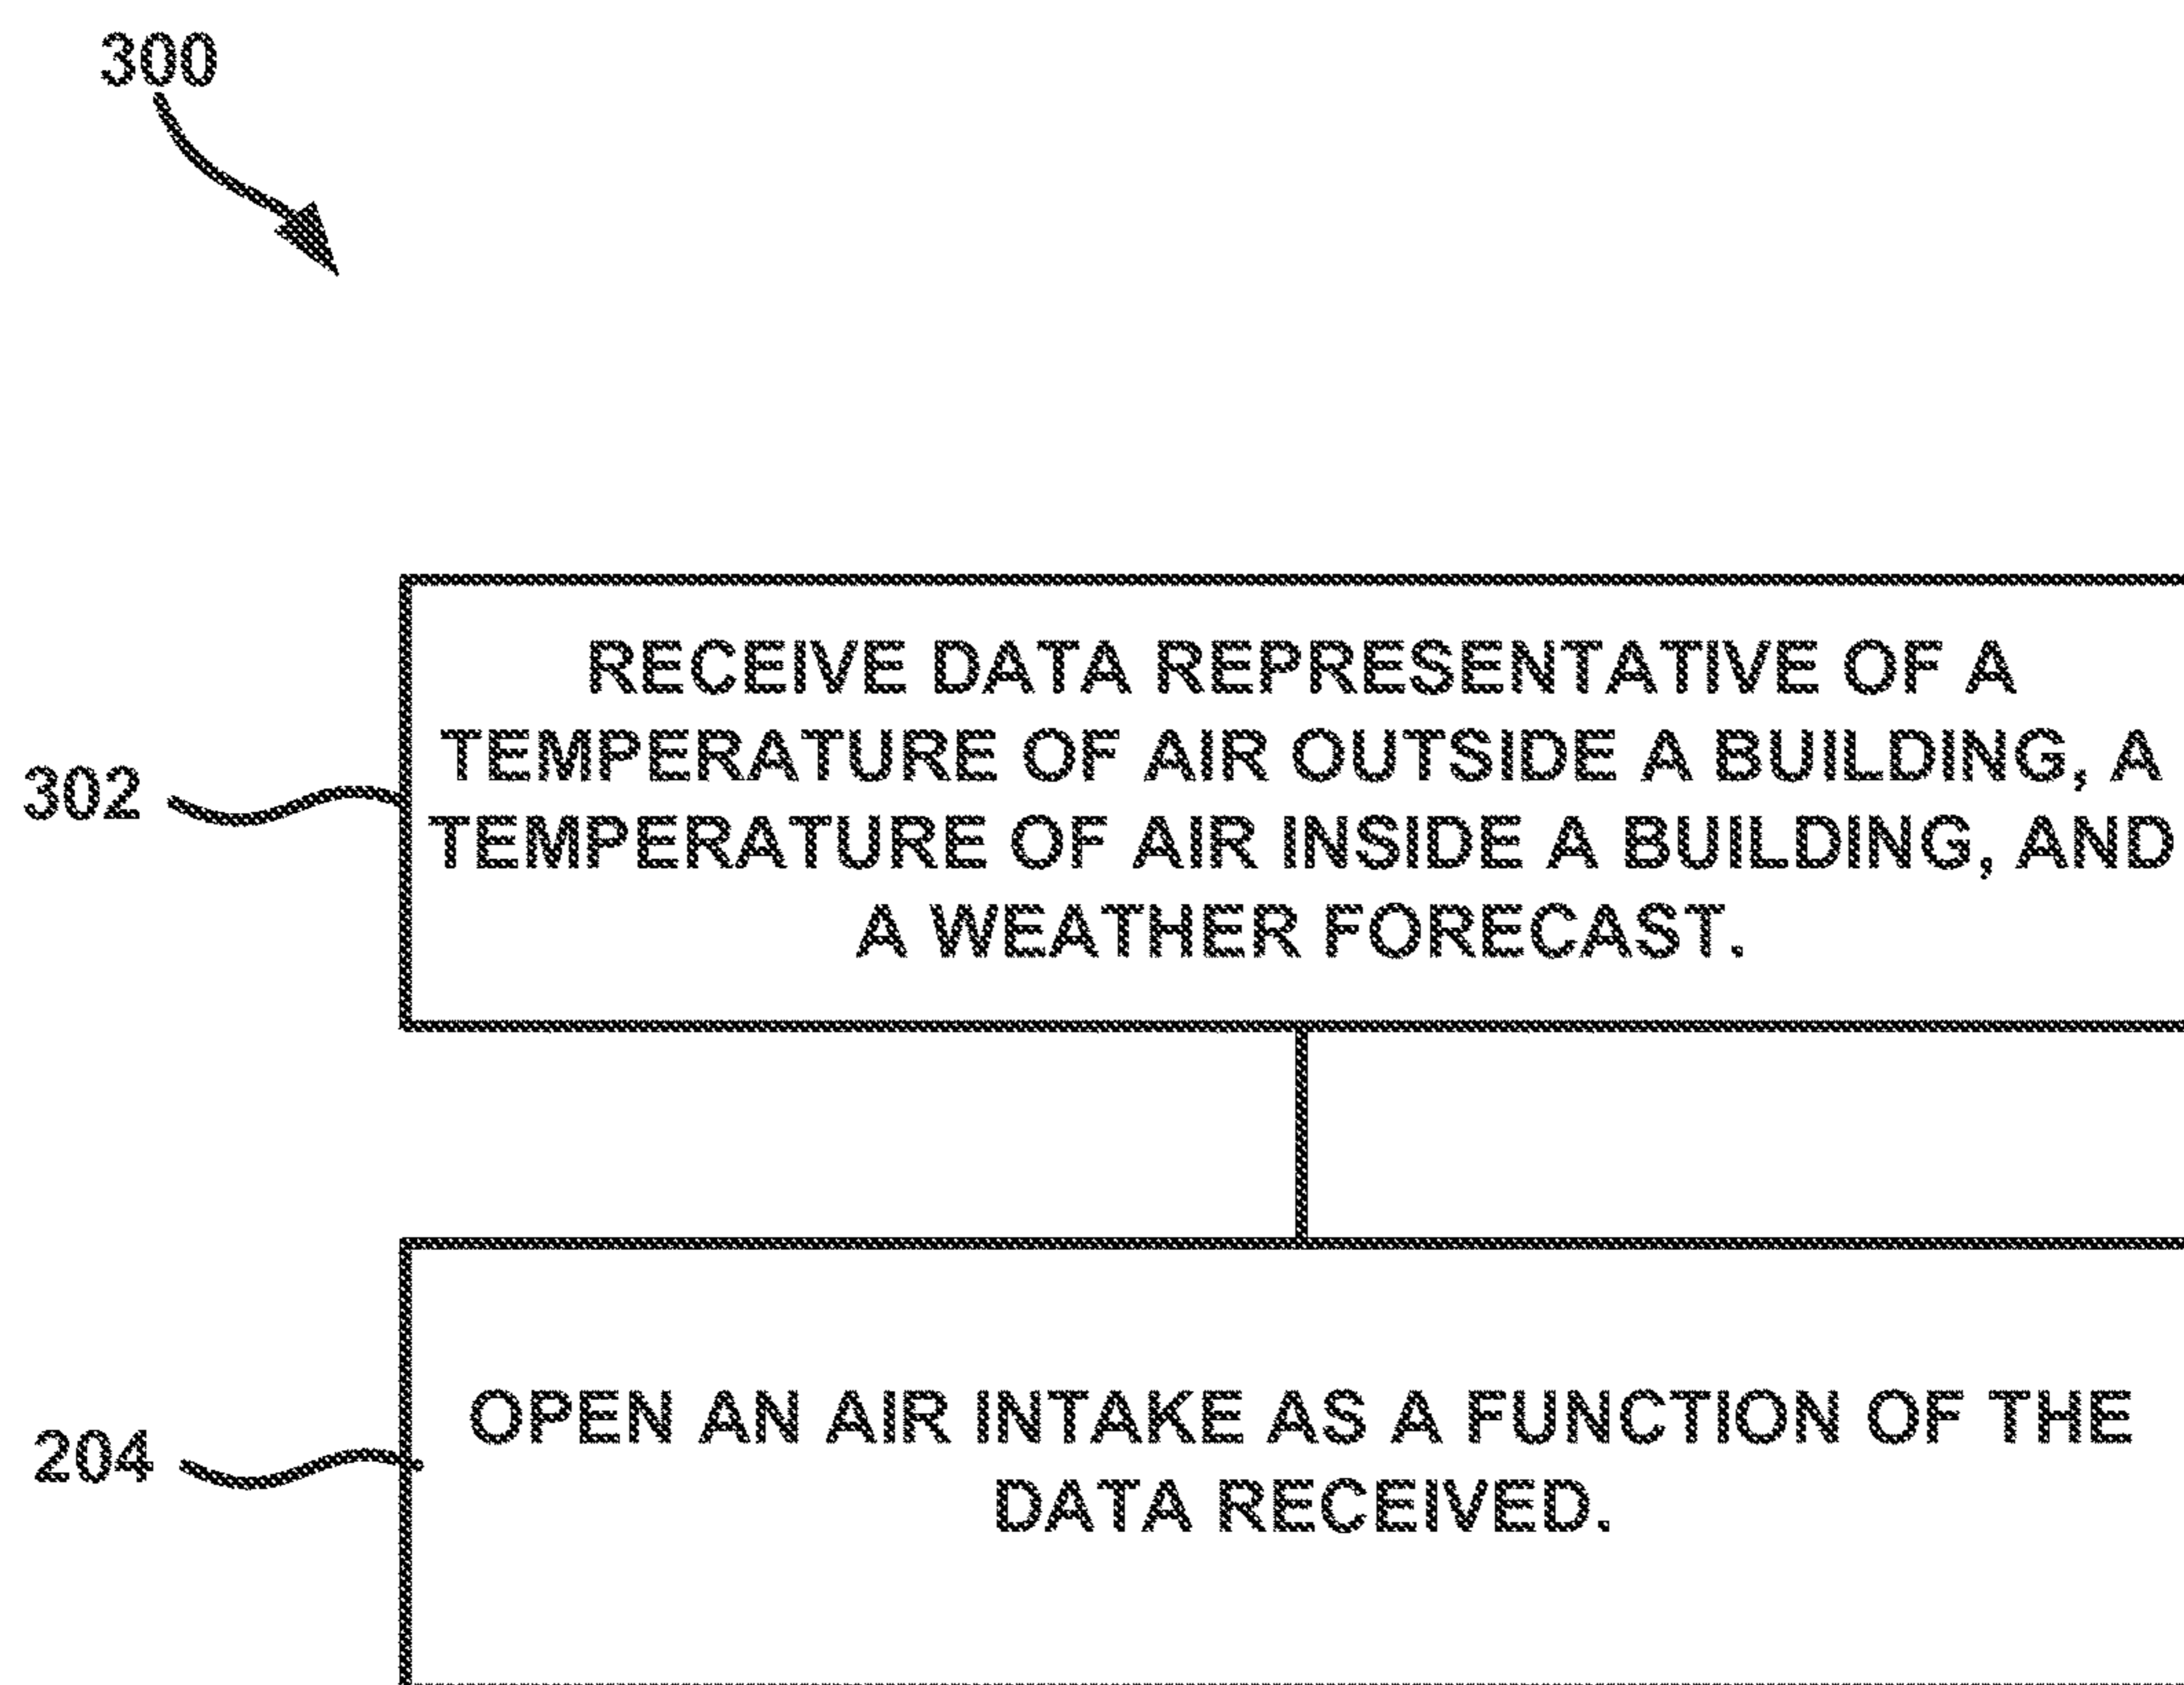 300
302
RECEIVE DATA REPRESENTATIVE OF A
TEMPERATURE OF AIR OUTSIDE A BUILDING, A
TEMPERATURE OF AIR INSIDE A BUILDING, AND
A WEATHER FORECAST.
204
OPEN AN AIR INTAKE AS A FUNCTION OF THE
DATA RECEIVED.